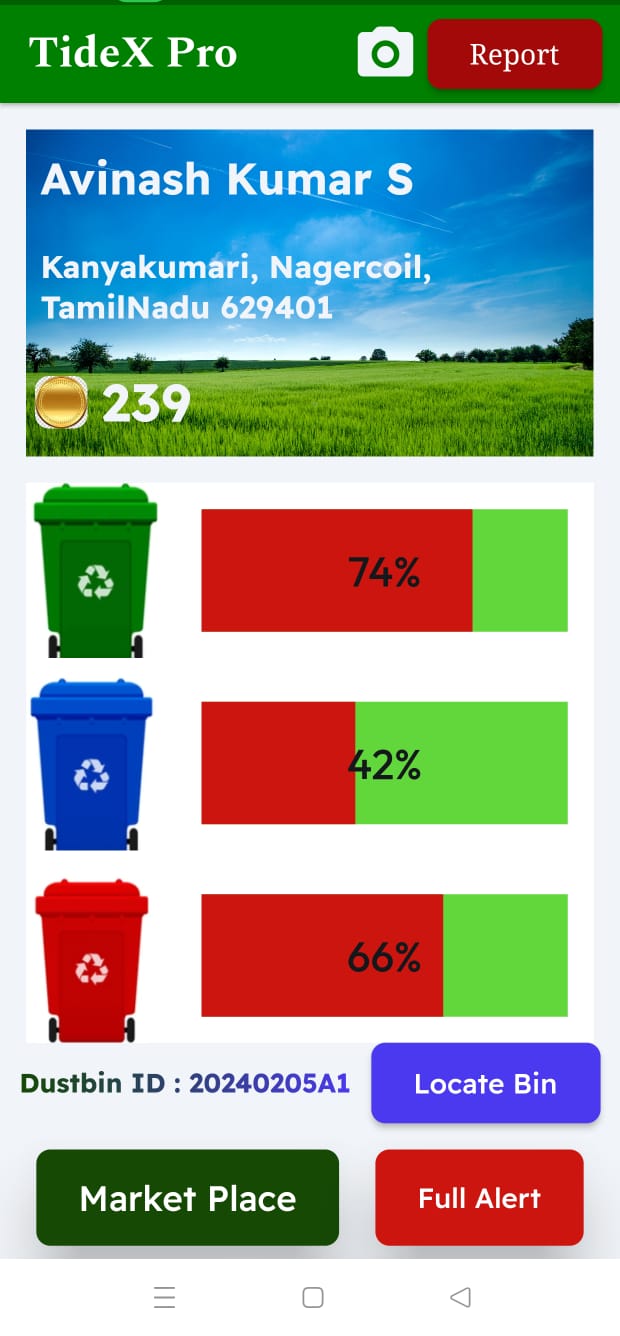 TideX Pro
Report
Avinash Kumar S
Kanyakumari, Nagercoil,
TamilNadu 629401
239
74%
42%
66%
Dustbin ID : 20240205A1
Locate Bin
Market Place
Full Alert